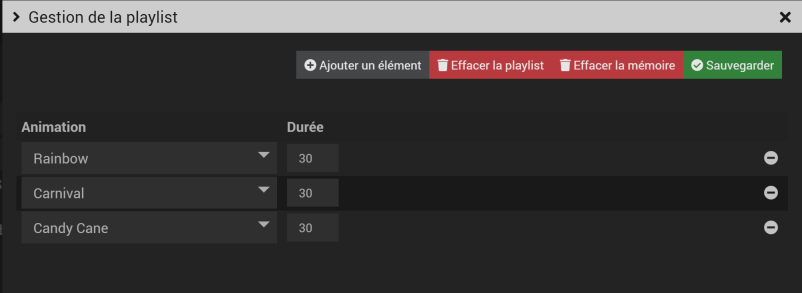 Gestion de la playlist
Ajouter un élément Effacer la playlist Effacer la mémoire Sauvegarder
Animation Durée
Rainbow 30
Carnival 30
Candy Cane 30